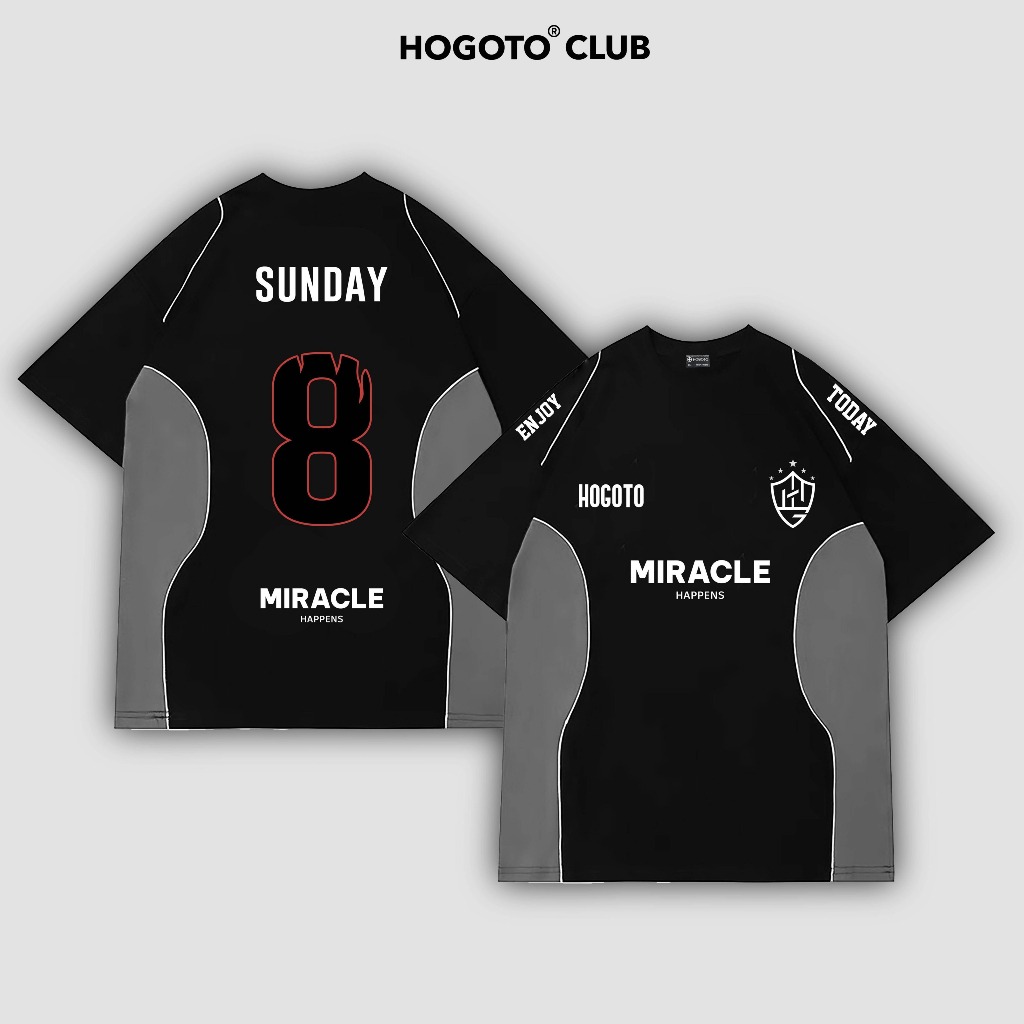 HOGOTO® CLUB
SUNDAY
8
MIRACLE
HAPPENS
ENJOY
TODAY
HOGOTO
MIRACLE
HAPPENS